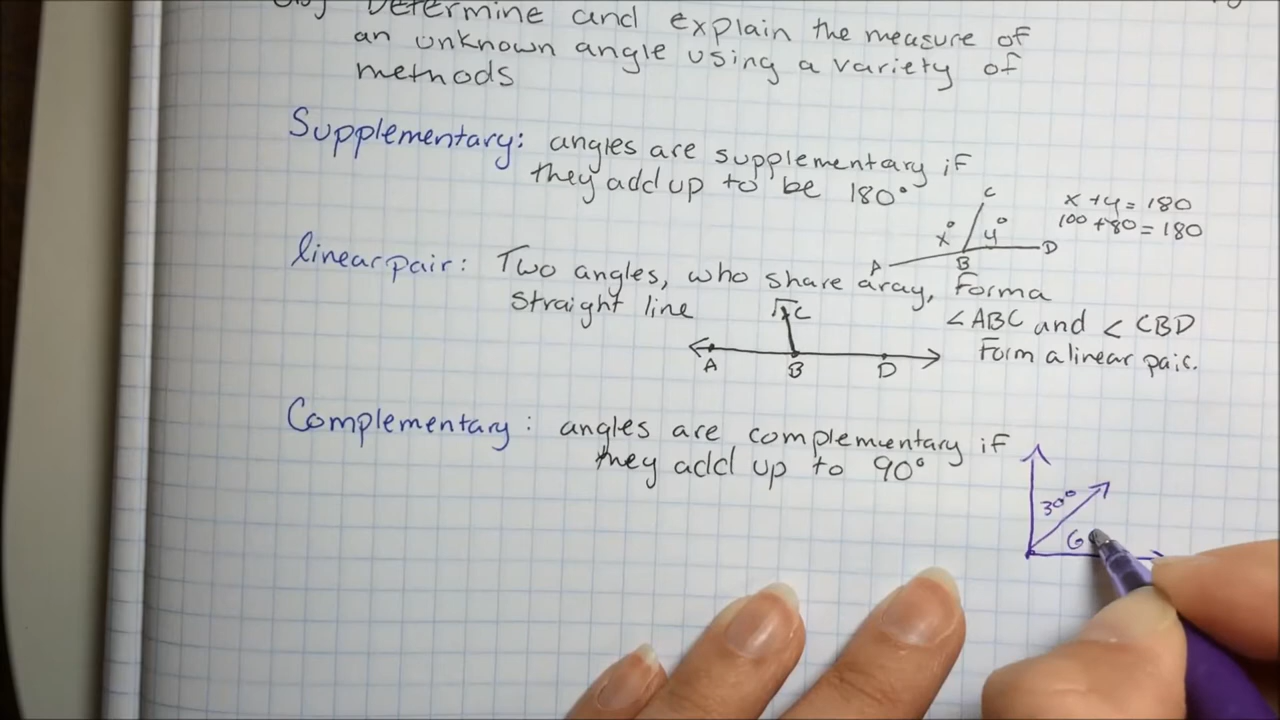 Determine and explain the measure of
an unknown angle using a variety of
methods
Supplementary: angles are supplementary if
they add up to be 180°
C
x° y°
A B D
x + y = 180
100 + 80 = 180
linear pair: Two angles, who share a ray, form a
straight line
C
A B D
∠ABC and ∠CBD
Form a linear pair.
Complementary: angles are complementary if
they add up to 90°
30°
6